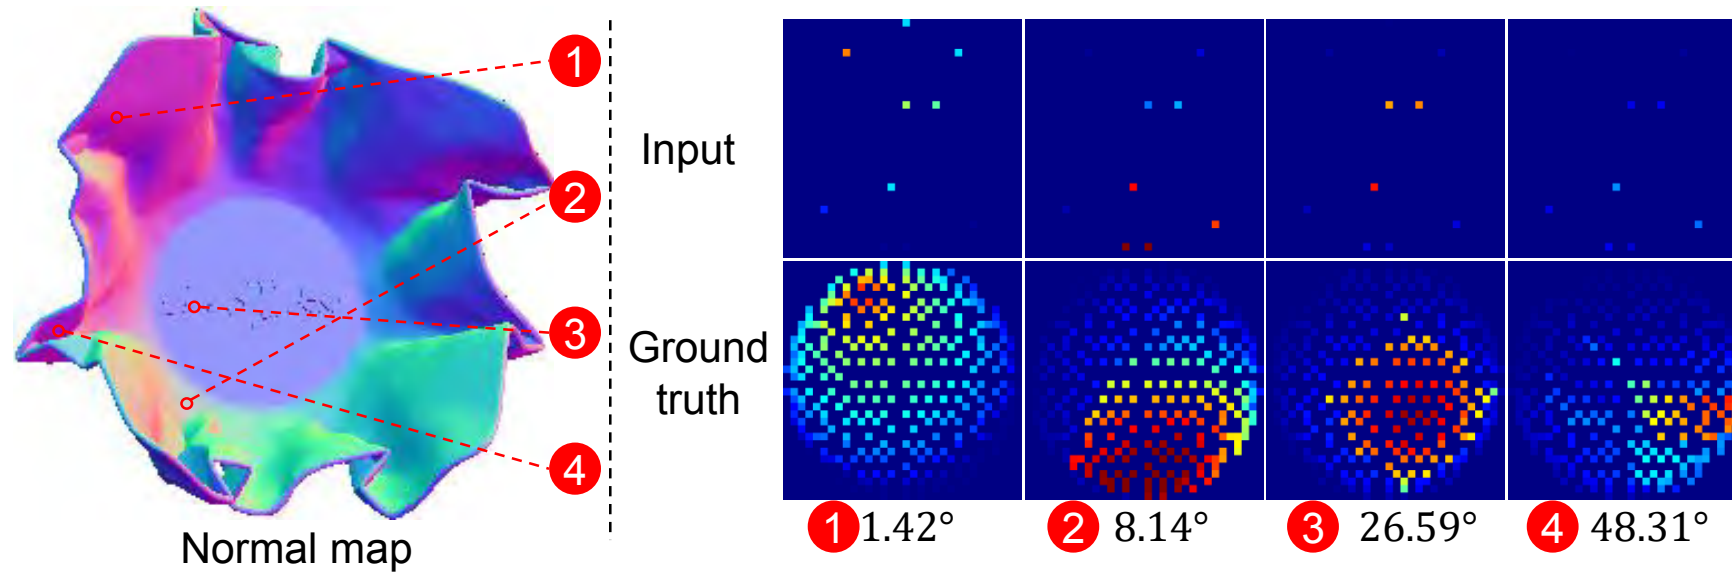 1
2
3
4
Normal map
Input
Ground
truth
1 1.42°
2 8.14°
3 26.59°
4 48.31°